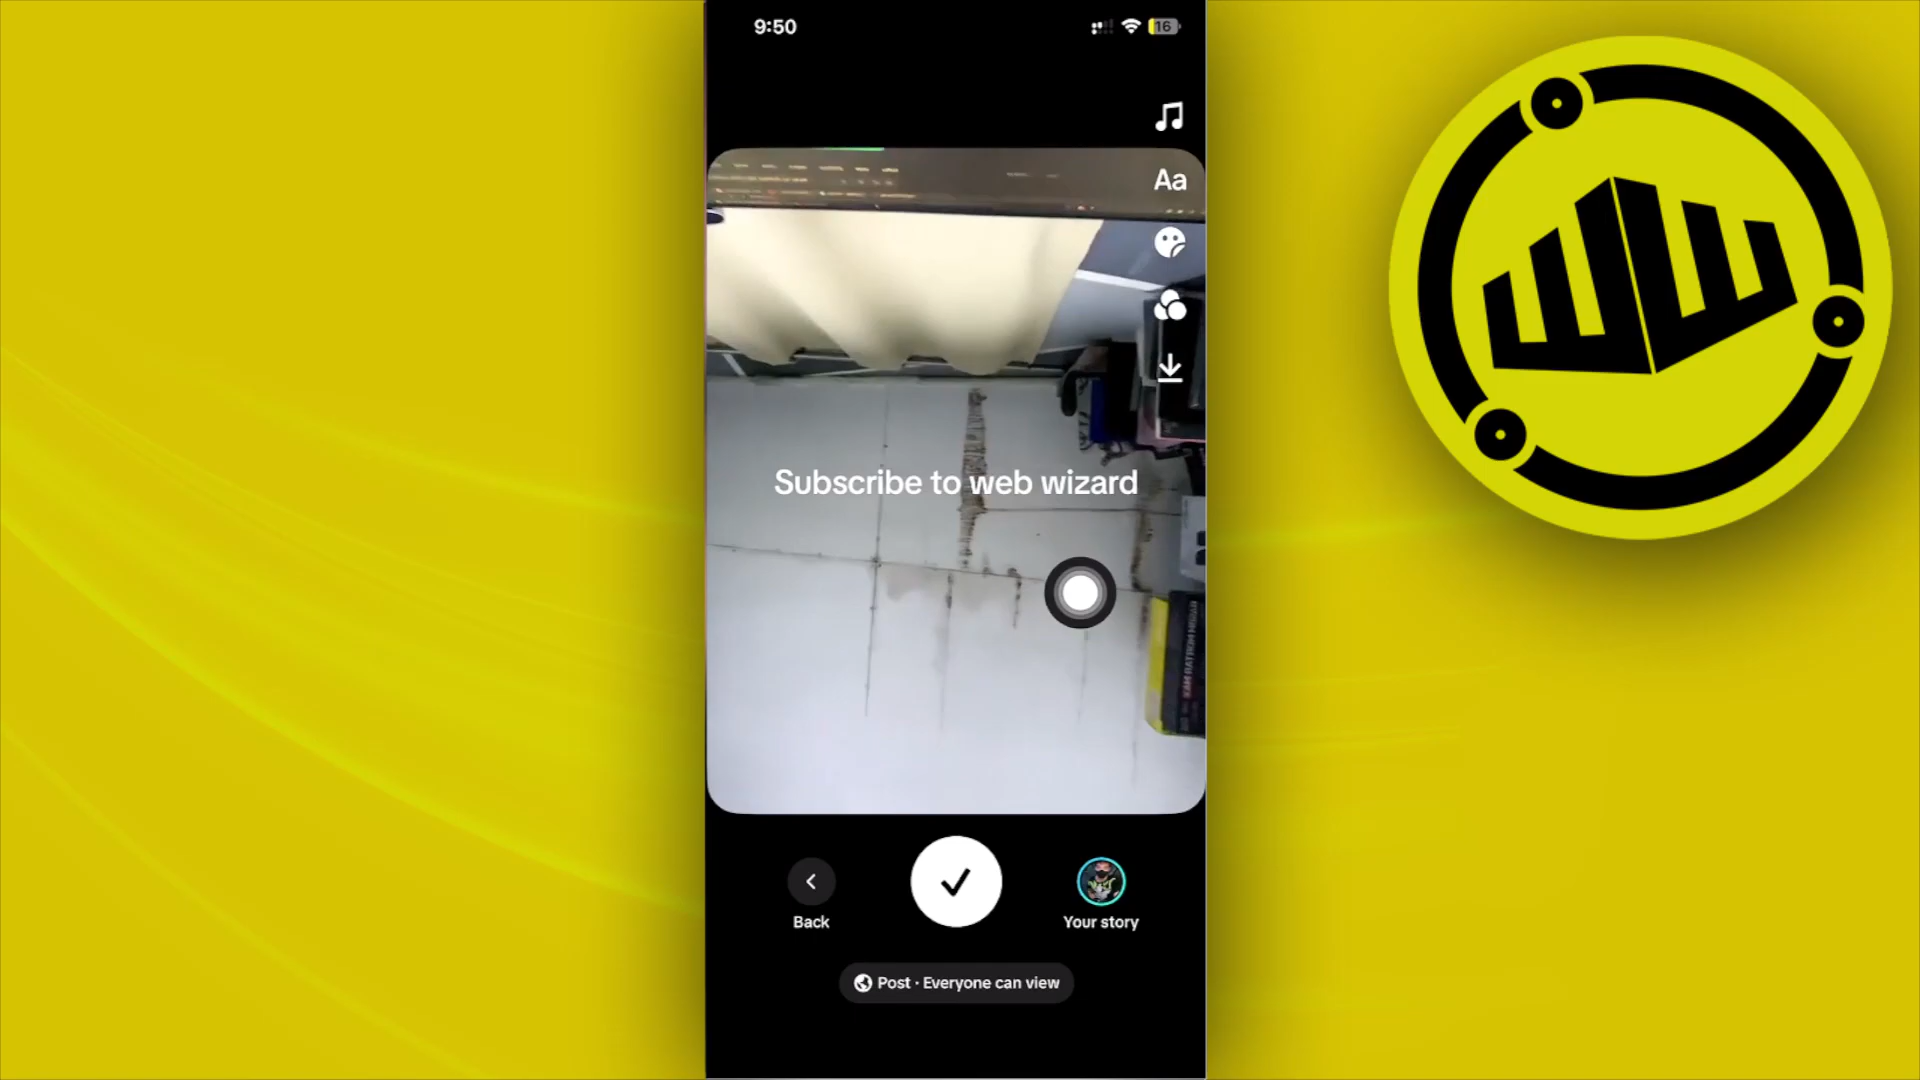 9:50
16
Aa
Subscribe to web wizard
Back
Your story
Post · Everyone can view